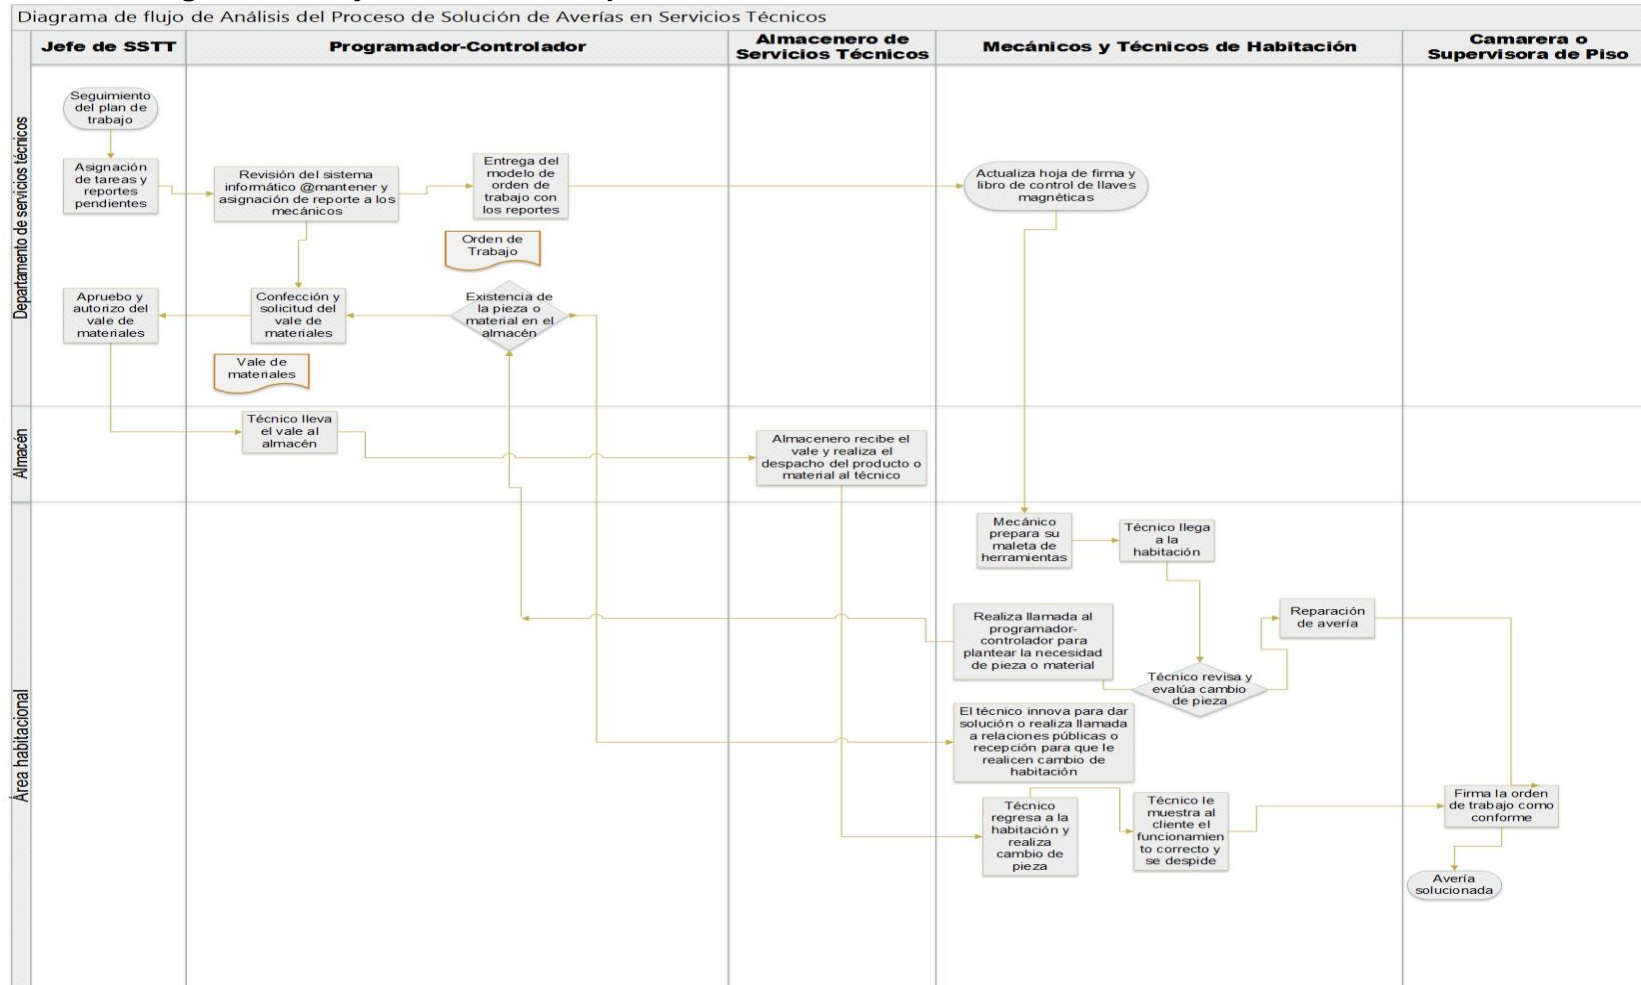 Diagrama de flujo de Análisis del Proceso de Solución de Averías en Servicios Técnicos
Jefe de SSTT
Programador-Controlador
Almacenero de
Servicios Técnicos
Mecánicos y Técnicos de Habitación
Camarera o
Supervisora de Piso
Departamento de servicios técnicos
Seguimiento
del plan de
trabajo
Asignación
de tareas y
reportes
pendientes
Revisión del sistema
informático @mantener y
asignación de reporte a los
mecánicos
Entrega del
modelo de
orden de
trabajo con
los reportes
Actualiza hoja de firma y
libro de control de llaves
magnéticas
Orden de
Trabajo
Apruebo y
autorizo del
vale de
materiales
Confección y
solicitud del
vale de
materiales
Existencia de
la pieza o
material en el
almacén
Vale de
materiales
Almacén
Técnico lleva
el vale al
almacén
Almacenero recibe el
vale y realiza el
despacho del producto o
material al técnico
Área habitacional
Mecánico
prepara su
maleta de
herramientas
Técnico llega
a la
habitación
Realiza llamada al
programador-
controlador para
plantear la necesidad
de pieza o material
Reparación
de avería
Técnico revisa y
evalúa cambio
de pieza
El técnico innova para dar
solución o realiza llamada
a relaciones públicas o
recepción para que le
realicen cambio de
habitación
Técnico
regresa a la
habitación y
realiza
cambio de
pieza
Técnico le
muestra al
cliente el
funcionamien
to correcto y
se despide
Firma la orden
de trabajo como
conforme
Avería
solucionada